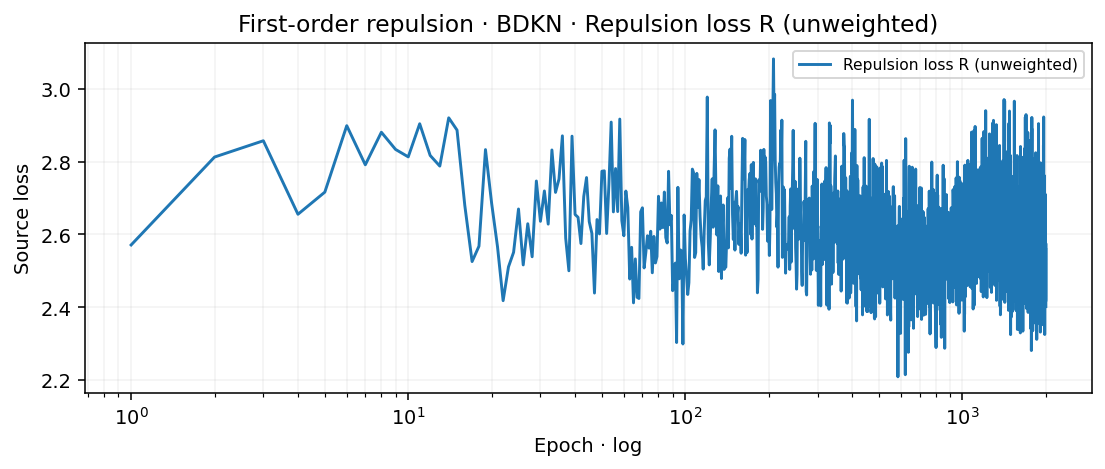 First-order repulsion · BDKN · Repulsion loss R (unweighted)
Repulsion loss R (unweighted)
Source loss
3.0
2.8
2.6
2.4
2.2
10⁰ 10¹ 10² 10³
Epoch · log